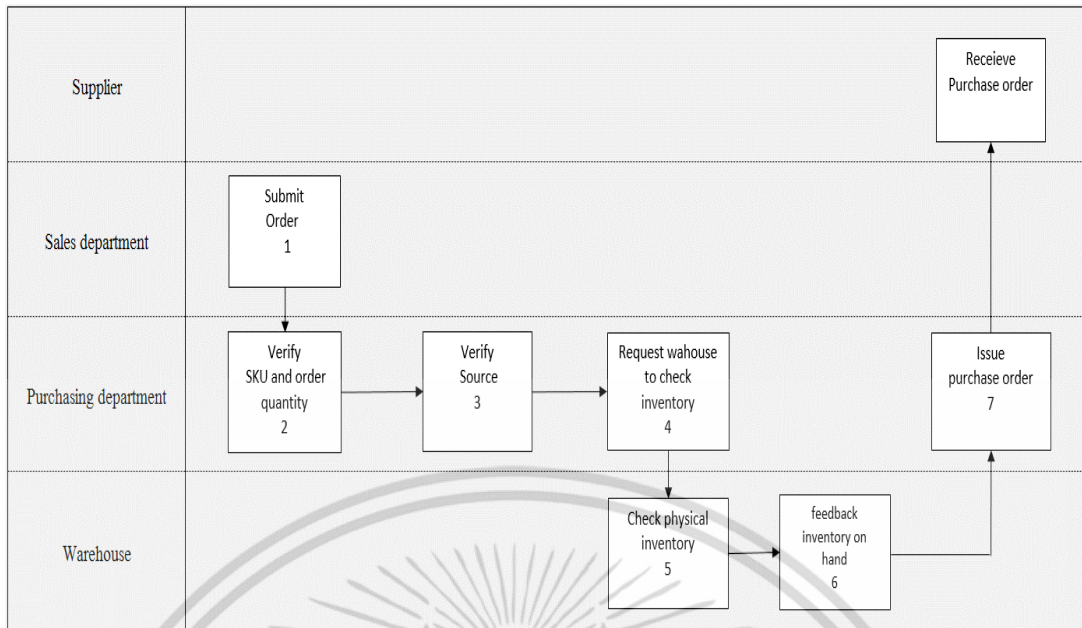 Supplier
Receieve
Purchase order
Sales department
Submit
Order
1
Purchasing department
Verify
SKU and order
quantity
2
Verify
Source
3
Request wahouse
to check
inventory
4
Issue
purchase order
7
Warehouse
Check physical
inventory
5
feedback
inventory on
hand
6